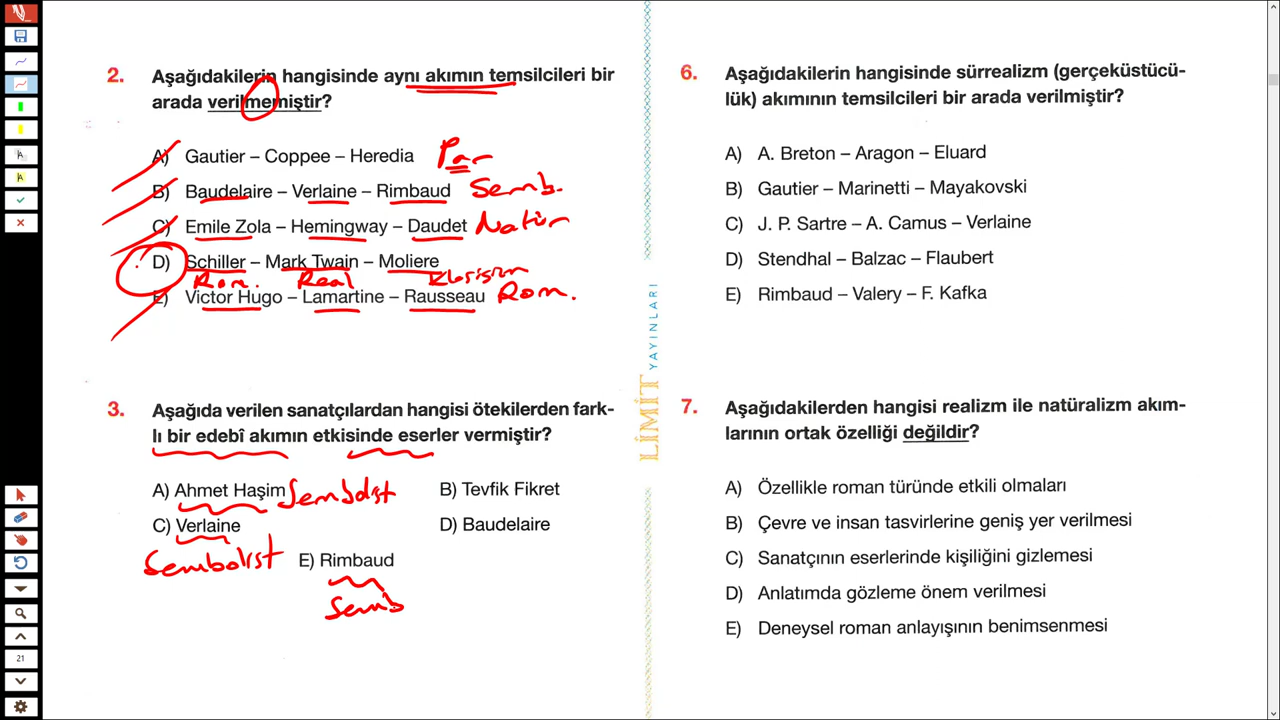 2. Aşağıdakilerin hangisinde aynı akımın temsilcileri bir
arada verilmemiştir?
A) Gautier – Coppee – Heredia Par
B) Baudelaire – Verlaine – Rimbaud Semb.
C) Emile Zola – Hemingway – Daudet Natür
D) Schiller – Mark Twain – Moliere
Rom. Real Klasisizm
E) Victor Hugo – Lamartine – Rausseau Rom.
3. Aşağıda verilen sanatçılardan hangisi ötekilerden fark-
lı bir edebî akımın etkisinde eserler vermiştir?
A) Ahmet Haşim Sembolist B) Tevfik Fikret
C) Verlaine D) Baudelaire
Sembolist E) Rimbaud
Semb
LİMİT YAYINLARI
6. Aşağıdakilerin hangisinde sürrealizm (gerçeküstücü-
lük) akımının temsilcileri bir arada verilmiştir?
A) A. Breton – Aragon – Eluard
B) Gautier – Marinetti – Mayakovski
C) J. P. Sartre – A. Camus – Verlaine
D) Stendhal – Balzac – Flaubert
E) Rimbaud – Valery – F. Kafka
7. Aşağıdakilerden hangisi realizm ile natüralizm akım-
larının ortak özelliği değildir?
A) Özellikle roman türünde etkili olmaları
B) Çevre ve insan tasvirlerine geniş yer verilmesi
C) Sanatçının eserlerinde kişiliğini gizlemesi
D) Anlatımda gözleme önem verilmesi
E) Deneysel roman anlayışının benimsenmesi
21